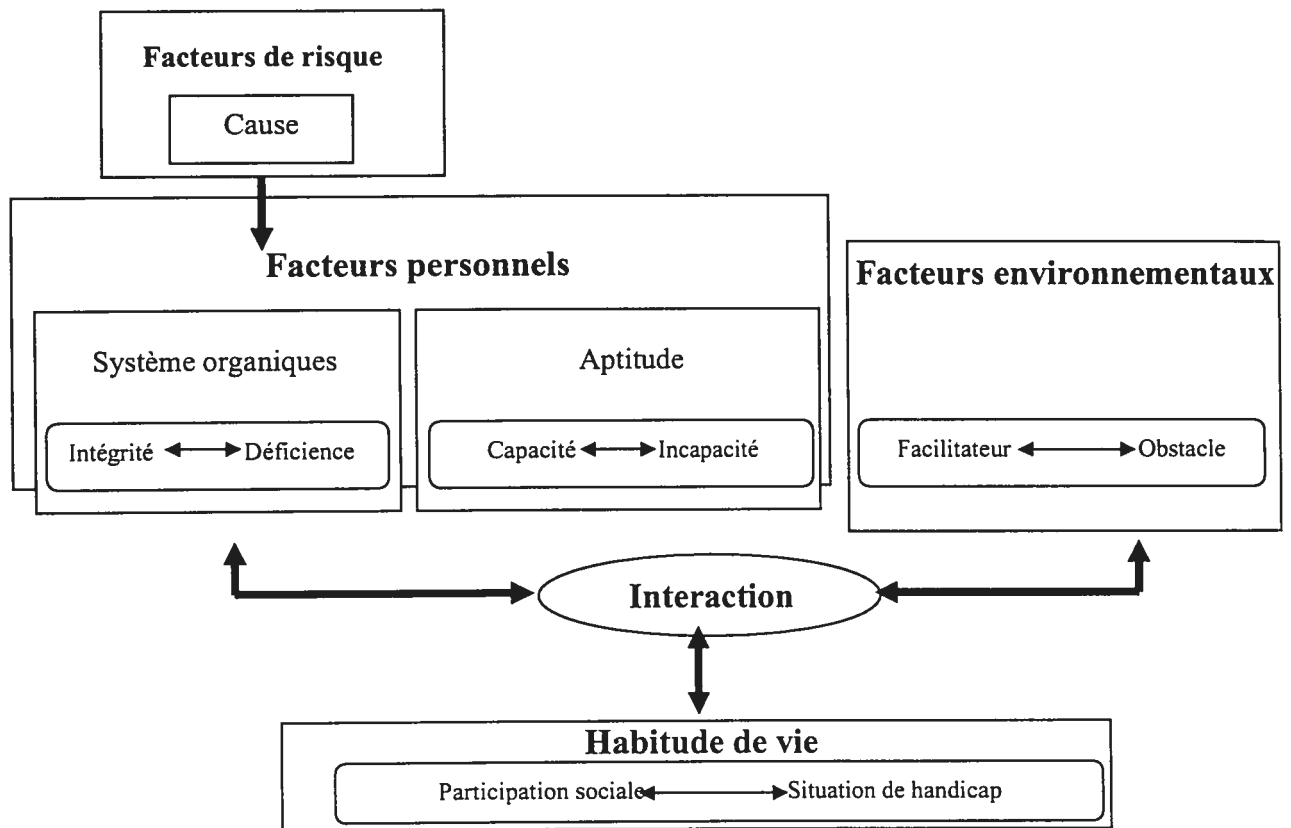 Facteurs de risque
Cause
Facteurs personnels
Facteurs environnementaux
Système organiques
Aptitude
Intégrité Déficience
Capacité Incapacité
Facilitateur Obstacle
Interaction
Habitude de vie
Participation sociale Situation de handicap